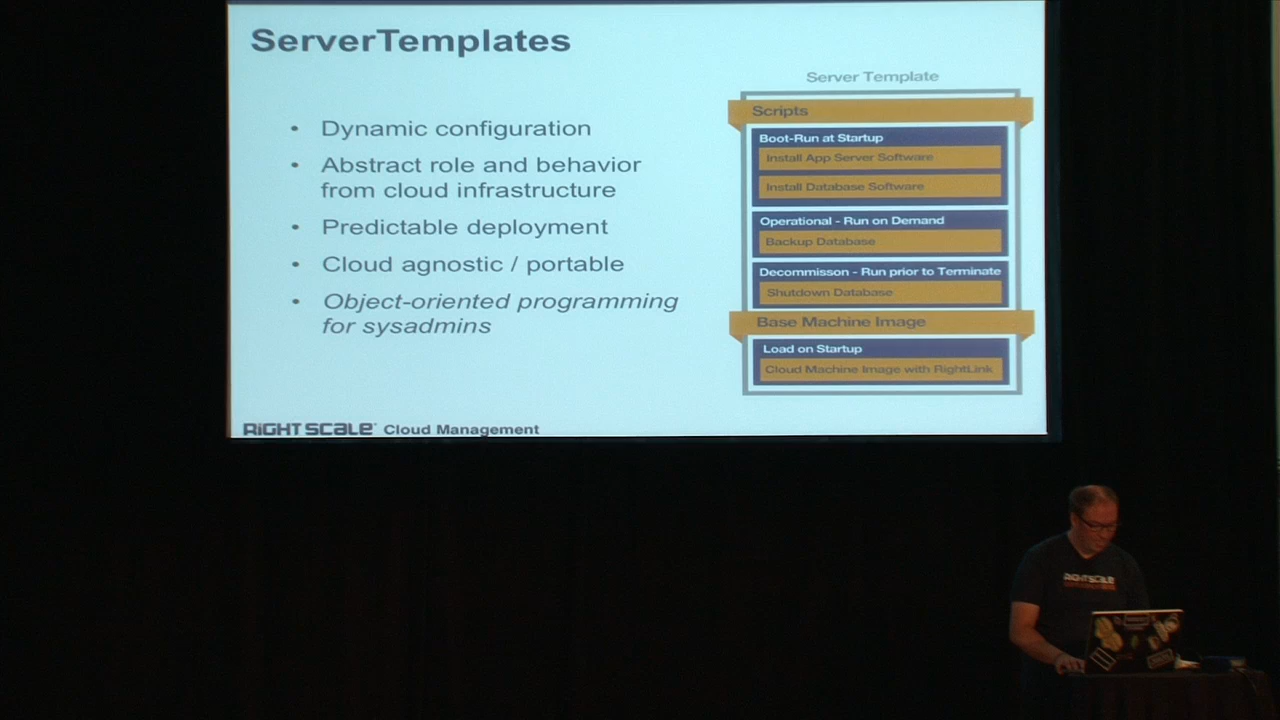 ServerTemplates
• Dynamic configuration
• Abstract role and behavior
from cloud infrastructure
• Predictable deployment
• Cloud agnostic / portable
• Object-oriented programming
for sysadmins
Server Template
Scripts
Boot-Run at Startup
Install App Server Software
Install Database Software
Operational - Run on Demand
Backup Database
Decommisson - Run prior to Terminate
Shutdown Database
Base Machine Image
Load on Startup
Cloud Machine Image with RightLink
RIGHTSCALE Cloud Management
RIGHTSCALE